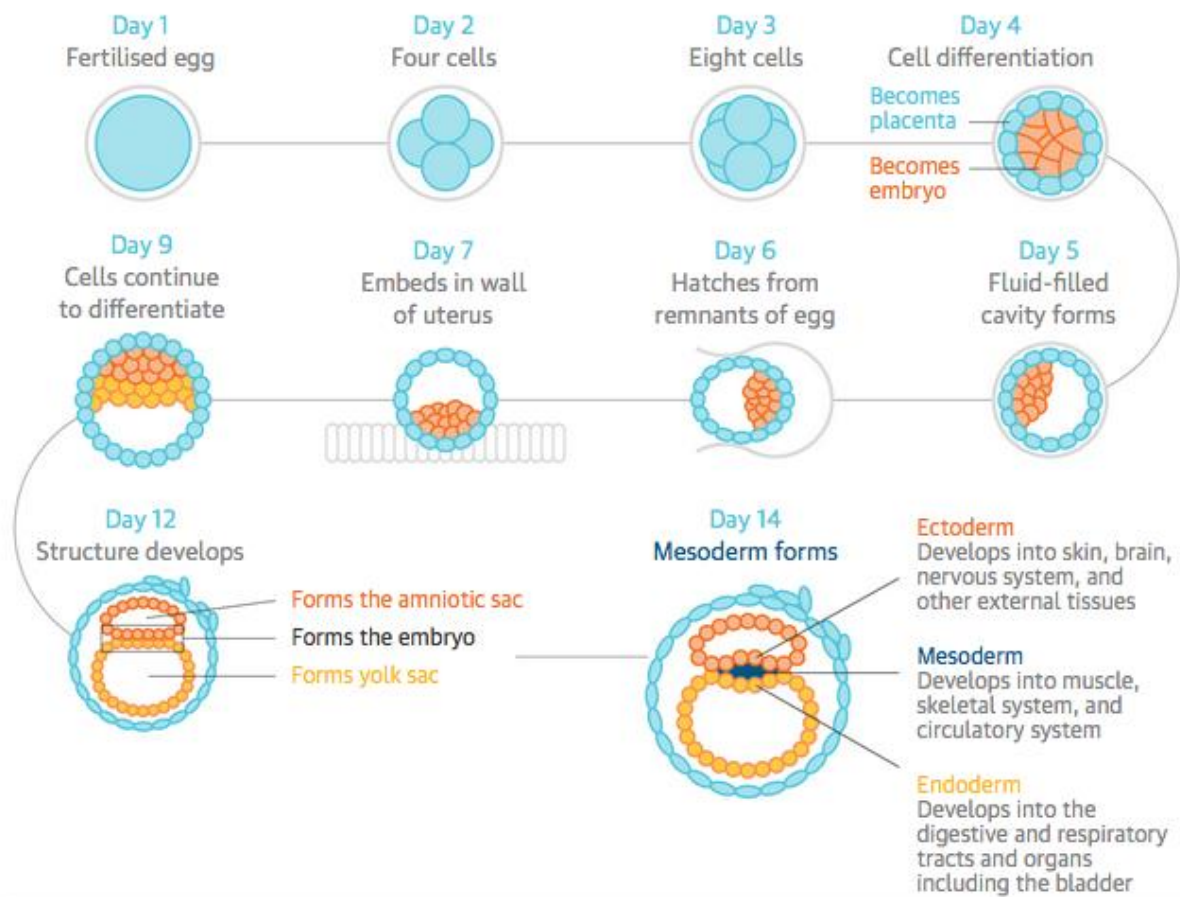 Day 1
Fertilised egg
Day 2
Four cells
Day 3
Eight cells
Day 4
Cell differentiation
Becomes
placenta
Becomes
embryo
Day 9
Cells continue
to differentiate
Day 7
Embeds in wall
of uterus
Day 6
Hatches from
remnants of egg
Day 5
Fluid-filled
cavity forms
Day 12
Structure develops
Forms the amniotic sac
Forms the embryo
Forms yolk sac
Day 14
Mesoderm forms
Ectoderm
Develops into skin, brain,
nervous system, and
other external tissues
Mesoderm
Develops into muscle,
skeletal system, and
circulatory system
Endoderm
Develops into the
digestive and respiratory
tracts and organs
including the bladder